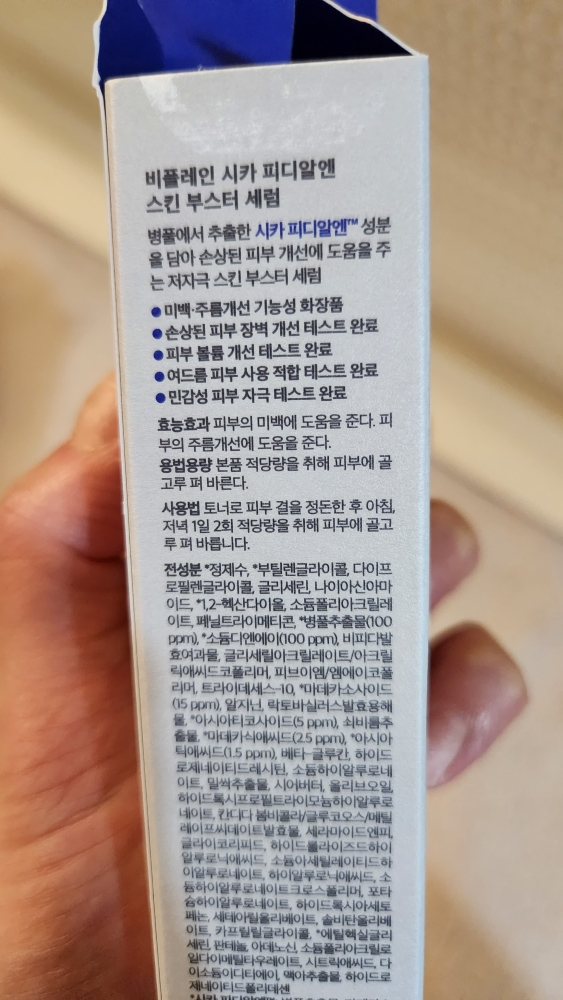 비플레인 시카 피디알엔
스킨 부스터 세럼
병풀에서 추출한 시카 피디알엔™ 성분
을 담아 손상된 피부 개선에 도움을 주
는 저자극 스킨 부스터 세럼
●미백·주름개선 기능성 화장품
●손상된 피부 장벽 개선 테스트 완료
●피부 볼륨 개선 테스트 완료
●여드름 피부 사용 적합 테스트 완료
●민감성 피부 자극 테스트 완료
효능효과 피부의 미백에 도움을 준다. 피
부의 주름개선에 도움을 준다.
용법용량 본품 적당량을 취해 피부에 골
고루 펴 바른다.
사용법 토너로 피부 결을 정돈한 후 아침,
저녁 1일 2회 적당량을 취해 피부에 골고
루 펴 바릅니다.
전성분 *정제수, *부틸렌글라이콜, 다이프
로필렌글라이콜, 글리세린, 나이아신아마
이드, *1,2-헥산다이올, 소듐폴리아크릴레
이트, 페닐트라이메티콘, *병풀추출물(100
ppm), *소듐디엔에이(100 ppm), 비피다발
효여과물, 글리세릴아크릴레이트/아크릴
릭애씨드코폴리머, 피브이엠/엠에이코폴
리머, 트라이데세스-10, *마데카소사이드
(15 ppm), 알지닌, 락토바실러스발효용해
물, *아시아티코사이드(5 ppm), 쇠비름추
출물, *마데카식애씨드(2.5 ppm), *아시아
틱애씨드(1.5 ppm), 베타-글루칸, 하이드
로제네이티드레시틴, 소듐하이알루로네
이트, 밀싹추출물, 시어버터, 올리브오일,
하이드록시프로필트라이모늄하이알루로
네이트, 칸디다 봄비콜라/글루코오스/메틸
레이프씨데이트발효물, 세라마이드엔피,
글라이코리피드, 하이드롤라이즈드하이
알루로닉애씨드, 소듐아세틸레이티드하
이알루로네이트, 하이알루로닉애씨드, 소
듐하이알루로네이트크로스폴리머, 포타
슘하이알루로네이트, 하이드록시아세토
페논, 세테아릴올리베이트, 솔비탄올리베
이트, 카프릴릴글라이콜, *에틸헥실글리
세린, 판테놀, 아데노신, 소듐폴리아크릴로
일다이메틸타우레이트, 시트릭애씨드, 다
이소듐이디티에이, 맥아추출물, 하이드로
제네이티드폴리데센